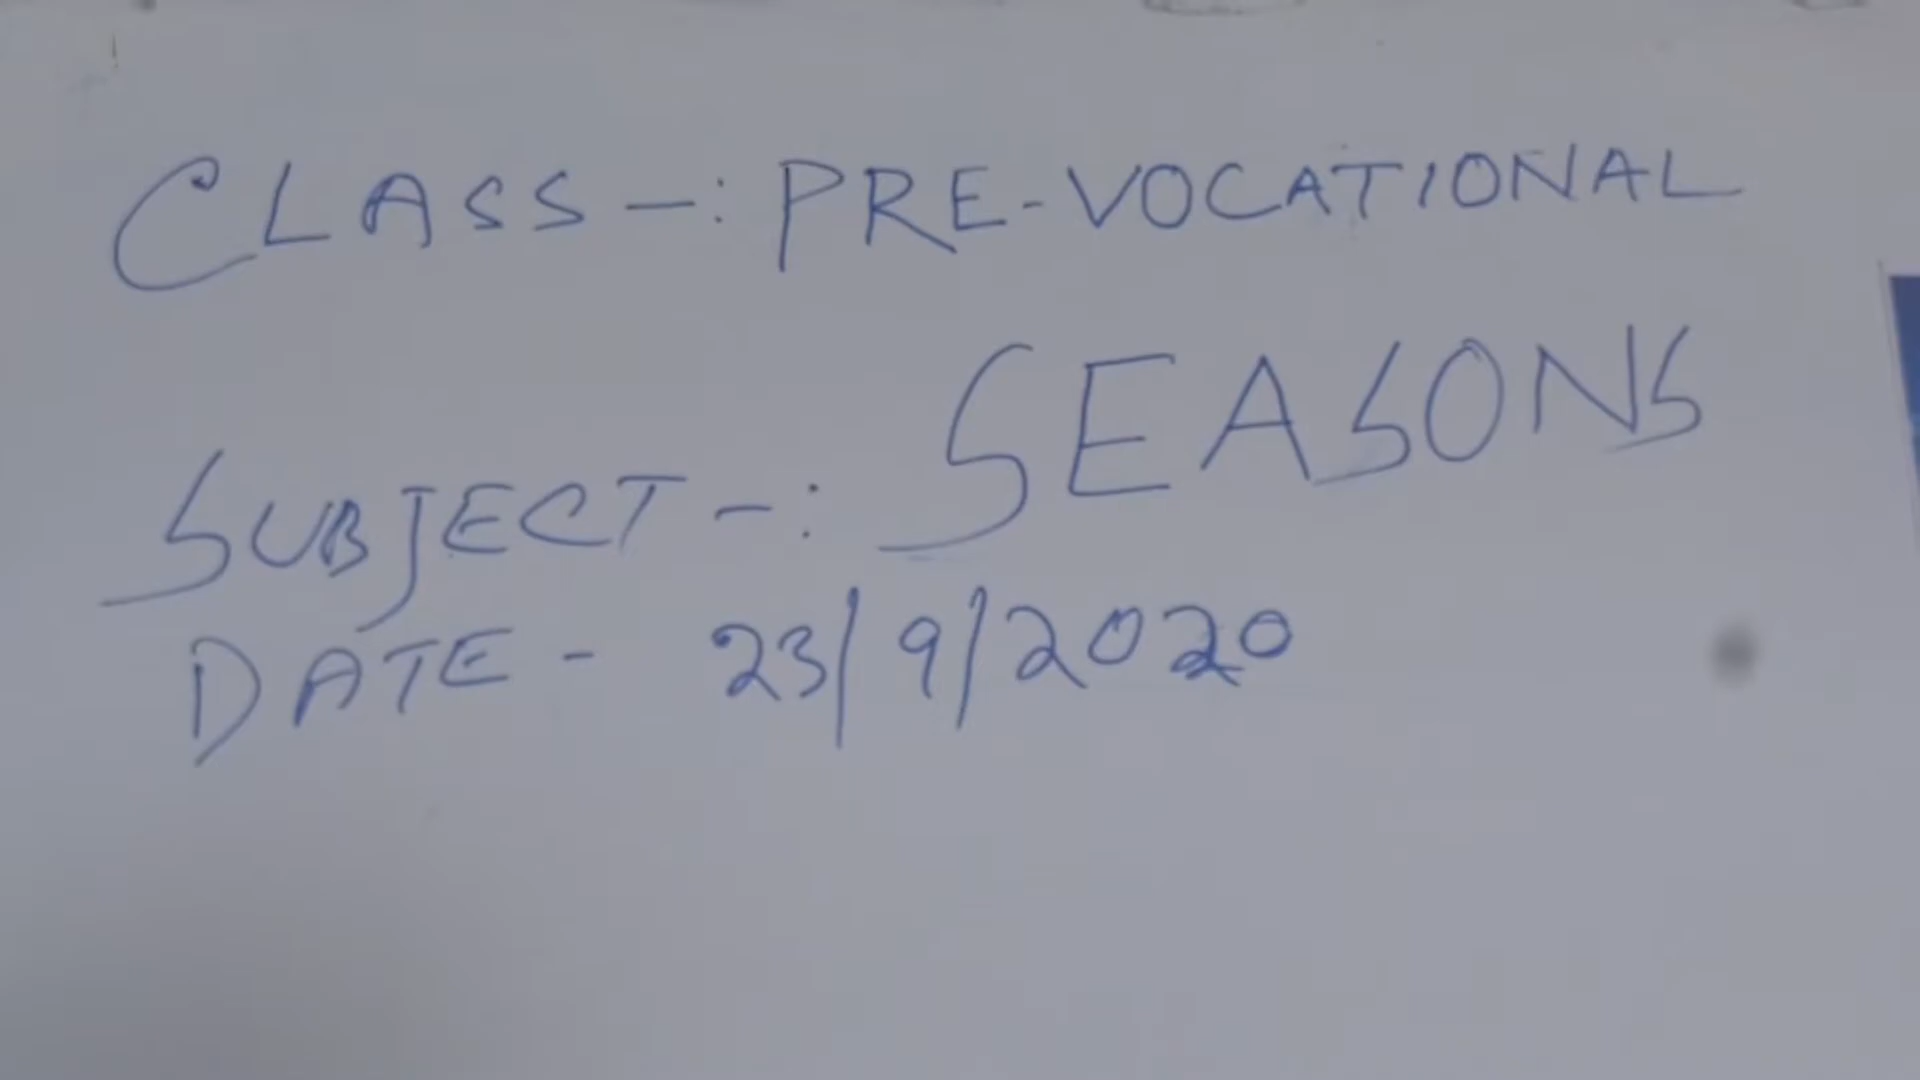 CLASS-: PRE-VOCATIONAL
SUBJECT-: SEASONS
DATE- 23/9/2020